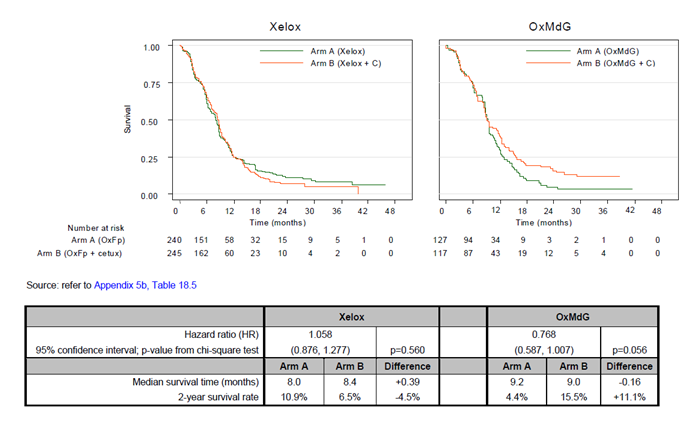 Xelox
OxMdG
1.00
0.75
0.50
0.25
0.00
Survival
Arm A (Xelox)
Arm B (Xelox + C)
Arm A (OxMdG)
Arm B (OxMdG + C)
0 6 12 18 24 30 36 42 48
0 6 12 18 24 30 36 42 48
Time (months)
Time (months)
Number at risk
Arm A (OxFp) 240 151 58 32 15 9 5 1 0 127 94 34 9 3 2 1 0 0
Arm B (OxFp + cetux) 245 162 60 23 10 4 2 0 0 117 87 43 19 12 5 4 0 0
Source: refer to Appendix 5b, Table 18.5
Xelox OxMdG
Hazard ratio (HR) 1.058 0.768
95% confidence interval; p-value from chi-square test (0.876, 1.277) p=0.560 (0.587, 1.007) p=0.056
Arm A Arm B Difference Arm A Arm B Difference
Median survival time (months) 8.0 8.4 +0.39 9.2 9.0 -0.16
2-year survival rate 10.9% 6.5% -4.5% 4.4% 15.5% +11.1%